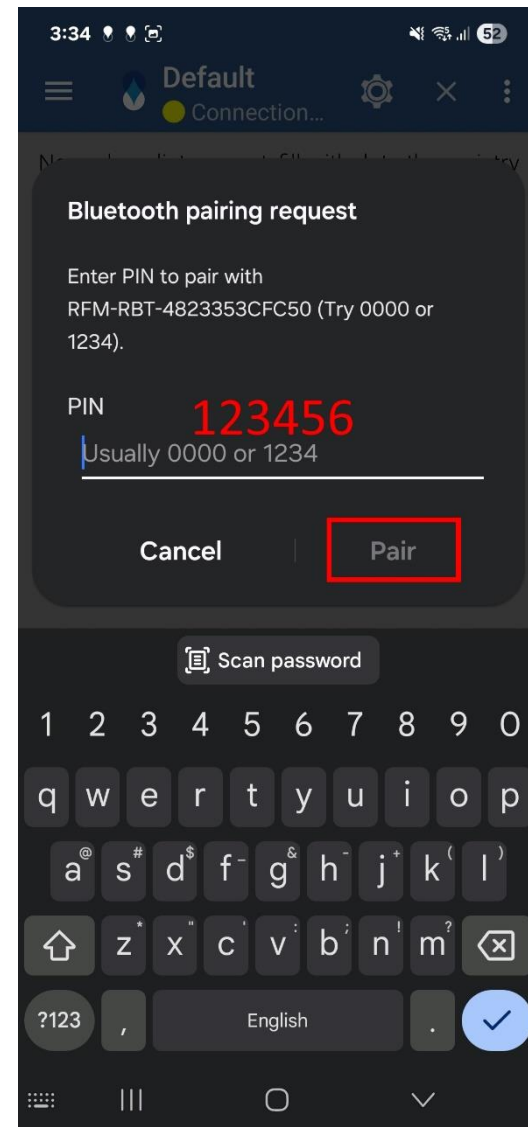 3:34
52
Default
Connection...
Bluetooth pairing request
Enter PIN to pair with
RFM-RBT-4823353CFC50 (Try 0000 or
1234).
PIN
123456
Usually 0000 or 1234
Cancel
Pair
Scan password
1 2 3 4 5 6 7 8 9 0
q w e r t y u i o p
a@ s# d$ f- g& h- j+ k( l)
z* x" c' v: b; n! m?
?123 , English .